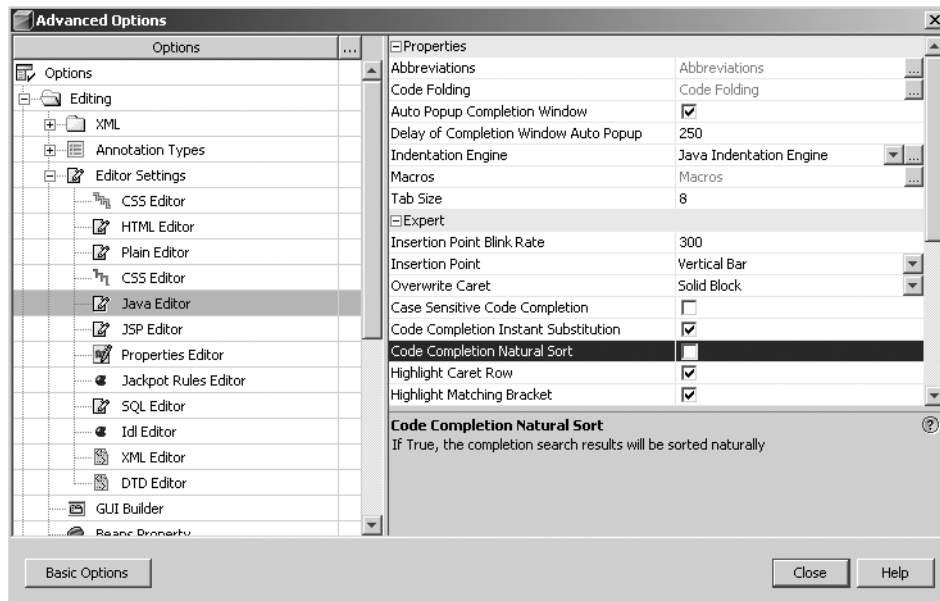 Advanced Options
Options ...
Options
Editing
XML
Annotation Types
Editor Settings
CSS Editor
HTML Editor
Plain Editor
CSS Editor
Java Editor
JSP Editor
Properties Editor
Jackpot Rules Editor
SQL Editor
Idl Editor
XML Editor
DTD Editor
GUI Builder
Beans Property
Properties
Abbreviations Abbreviations ...
Code Folding Code Folding ...
Auto Popup Completion Window
Delay of Completion Window Auto Popup 250
Indentation Engine Java Indentation Engine ...
Macros Macros ...
Tab Size 8
Expert
Insertion Point Blink Rate 300
Insertion Point Vertical Bar
Overwrite Caret Solid Block
Case Sensitive Code Completion
Code Completion Instant Substitution
Code Completion Natural Sort
Highlight Caret Row
Highlight Matching Bracket
Code Completion Natural Sort ?
If True, the completion search results will be sorted naturally
Basic Options Close Help